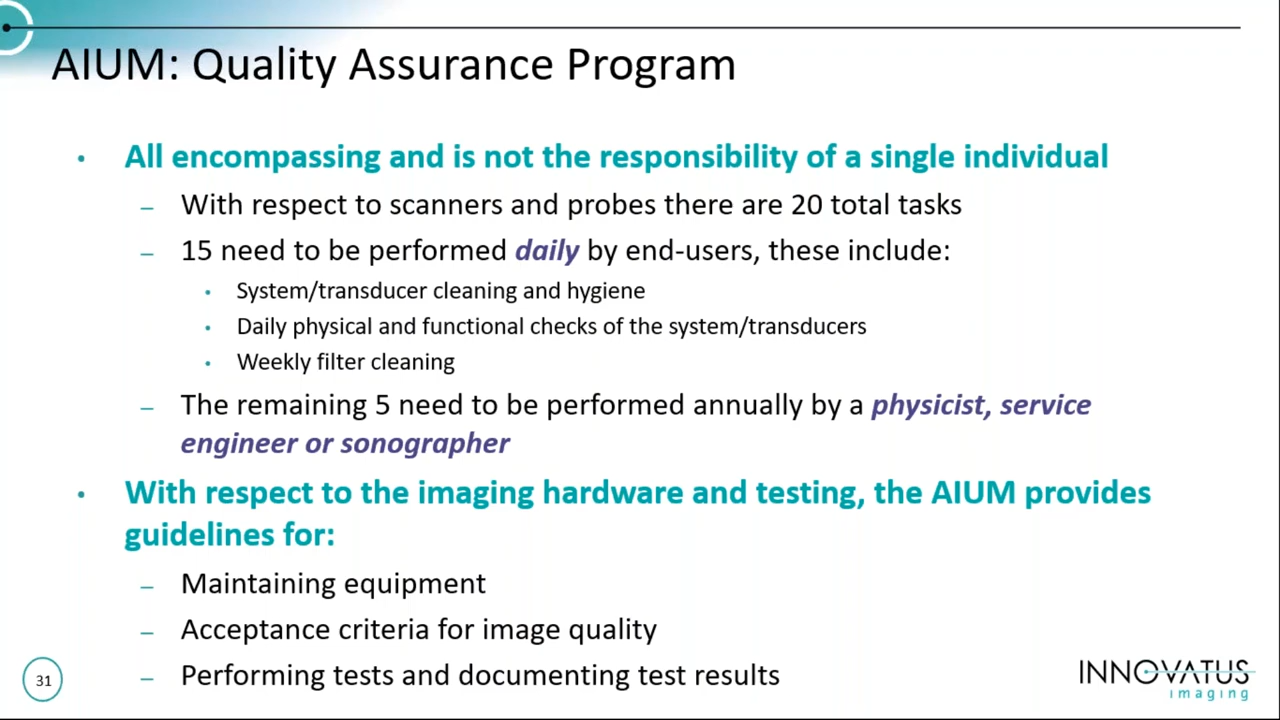 AIUM: Quality Assurance Program
• All encompassing and is not the responsibility of a single individual
– With respect to scanners and probes there are 20 total tasks
– 15 need to be performed daily by end-users, these include:
• System/transducer cleaning and hygiene
• Daily physical and functional checks of the system/transducers
• Weekly filter cleaning
– The remaining 5 need to be performed annually by a physicist, service
engineer or sonographer
• With respect to the imaging hardware and testing, the AIUM provides
guidelines for:
– Maintaining equipment
– Acceptance criteria for image quality
– Performing tests and documenting test results
31
INNOVATUS
imaging